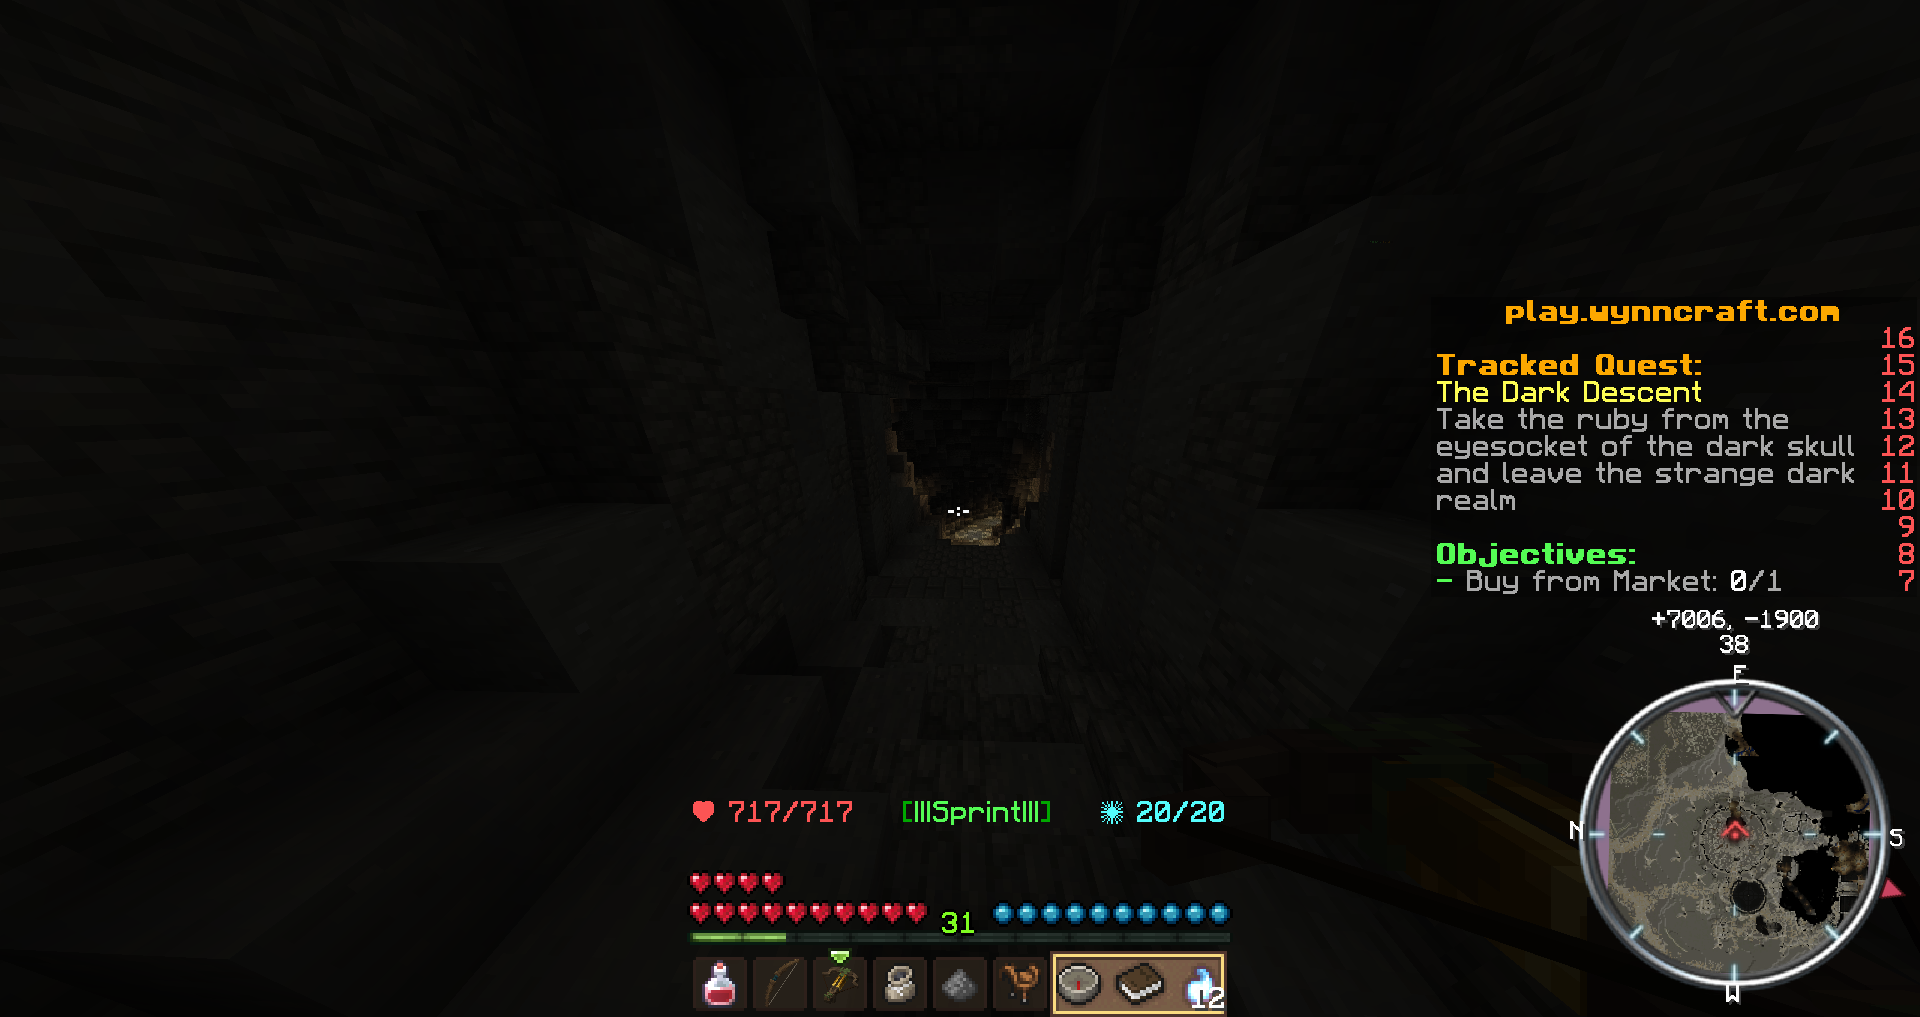 play.wynncraft.com
16
Tracked Quest: 15
The Dark Descent 14
Take the ruby from the 13
eyesocket of the dark skull 12
and leave the strange dark 11
realm 10
9
Objectives: 8
- Buy from Market: 0/1 7
+7006, -1900
38
E
N
S
W
717/717 [|||Sprint|||] 20/20
31
12